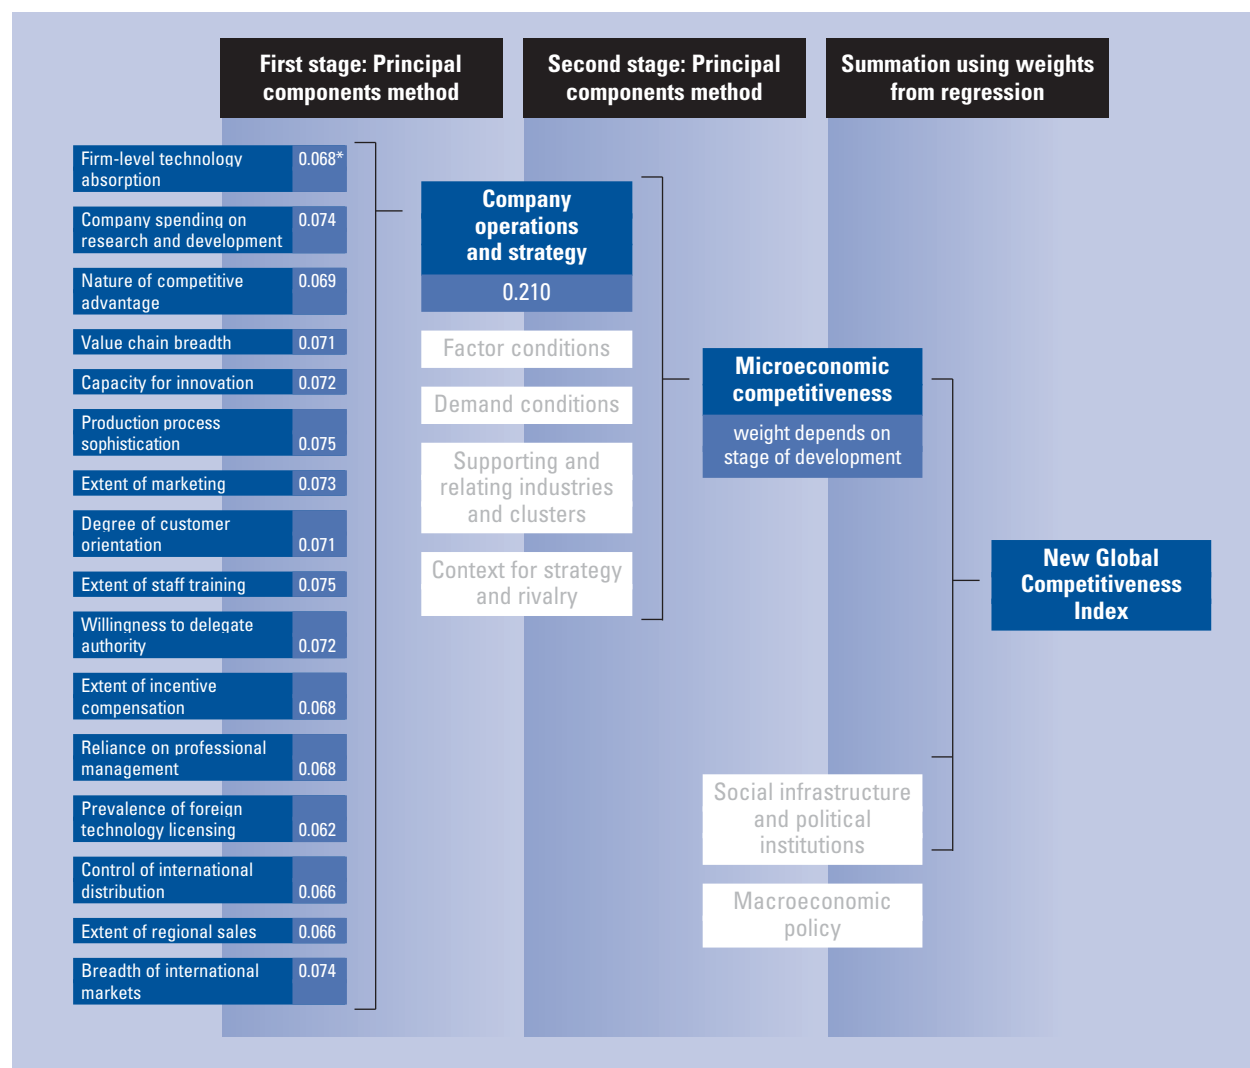 First stage: Principal
components method
Second stage: Principal
components method
Summation using weights
from regression
Firm-level technology
absorption
0.068*
Company spending on
research and development
0.074
Nature of competitive
advantage
0.069
Value chain breadth
0.071
Capacity for innovation
0.072
Production process
sophistication
0.075
Extent of marketing
0.073
Degree of customer
orientation
0.071
Extent of staff training
0.075
Willingness to delegate
authority
0.072
Extent of incentive
compensation
0.068
Reliance on professional
management
0.068
Prevalence of foreign
technology licensing
0.062
Control of international
distribution
0.066
Extent of regional sales
0.066
Breadth of international
markets
0.074
Company
operations
and strategy
0.210
Factor conditions
Demand conditions
Supporting and
relating industries
and clusters
Context for strategy
and rivalry
Microeconomic
competitiveness
weight depends on
stage of development
Social infrastructure
and political
institutions
Macroeconomic
policy
New Global
Competitiveness
Index